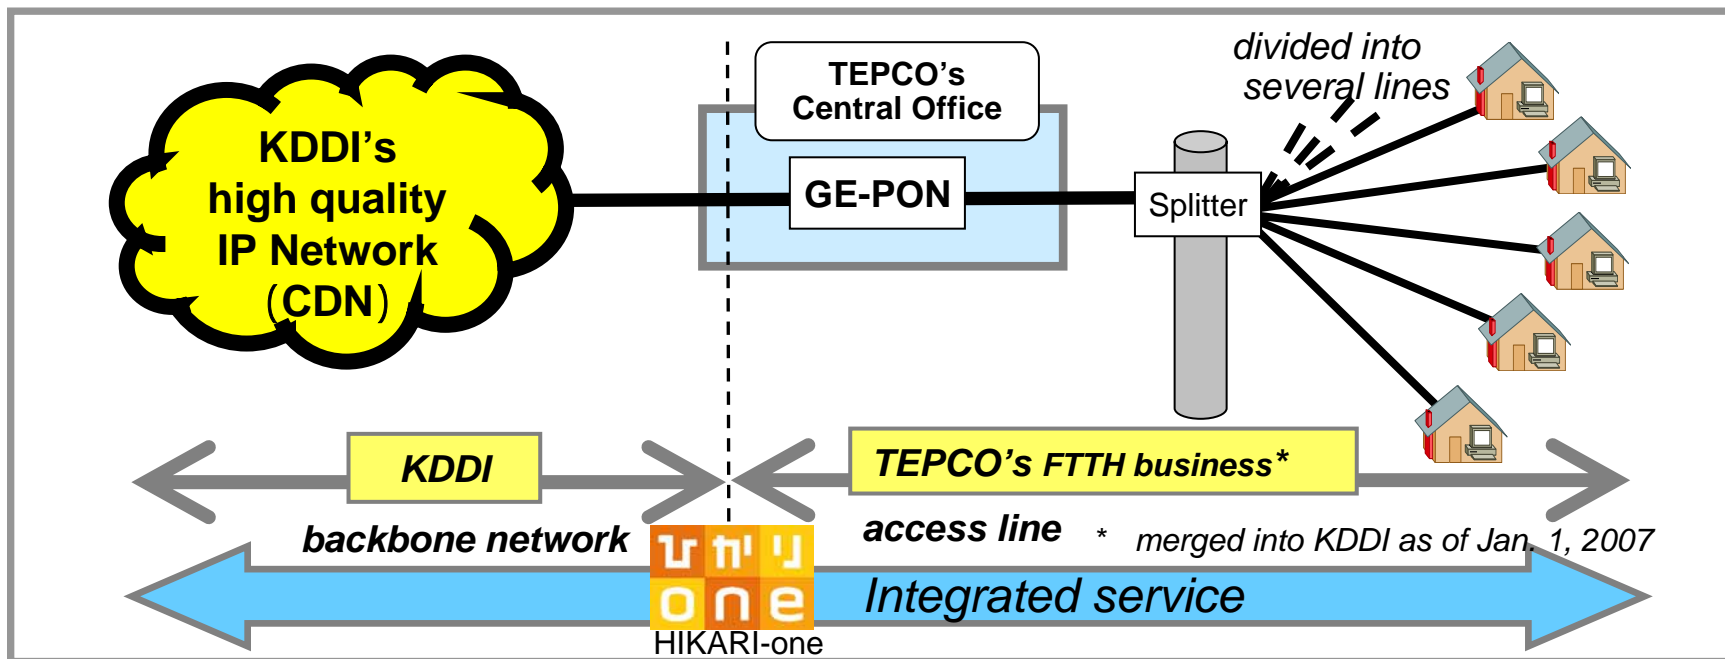 KDDI's
high quality
IP Network
（CDN）
TEPCO's
Central Office
GE-PON
divided into
several lines
Splitter
KDDI
TEPCO's FTTH business*
backbone network
access line
* merged into KDDI as of Jan. 1, 2007
ひかり
one
HIKARI-one
Integrated service